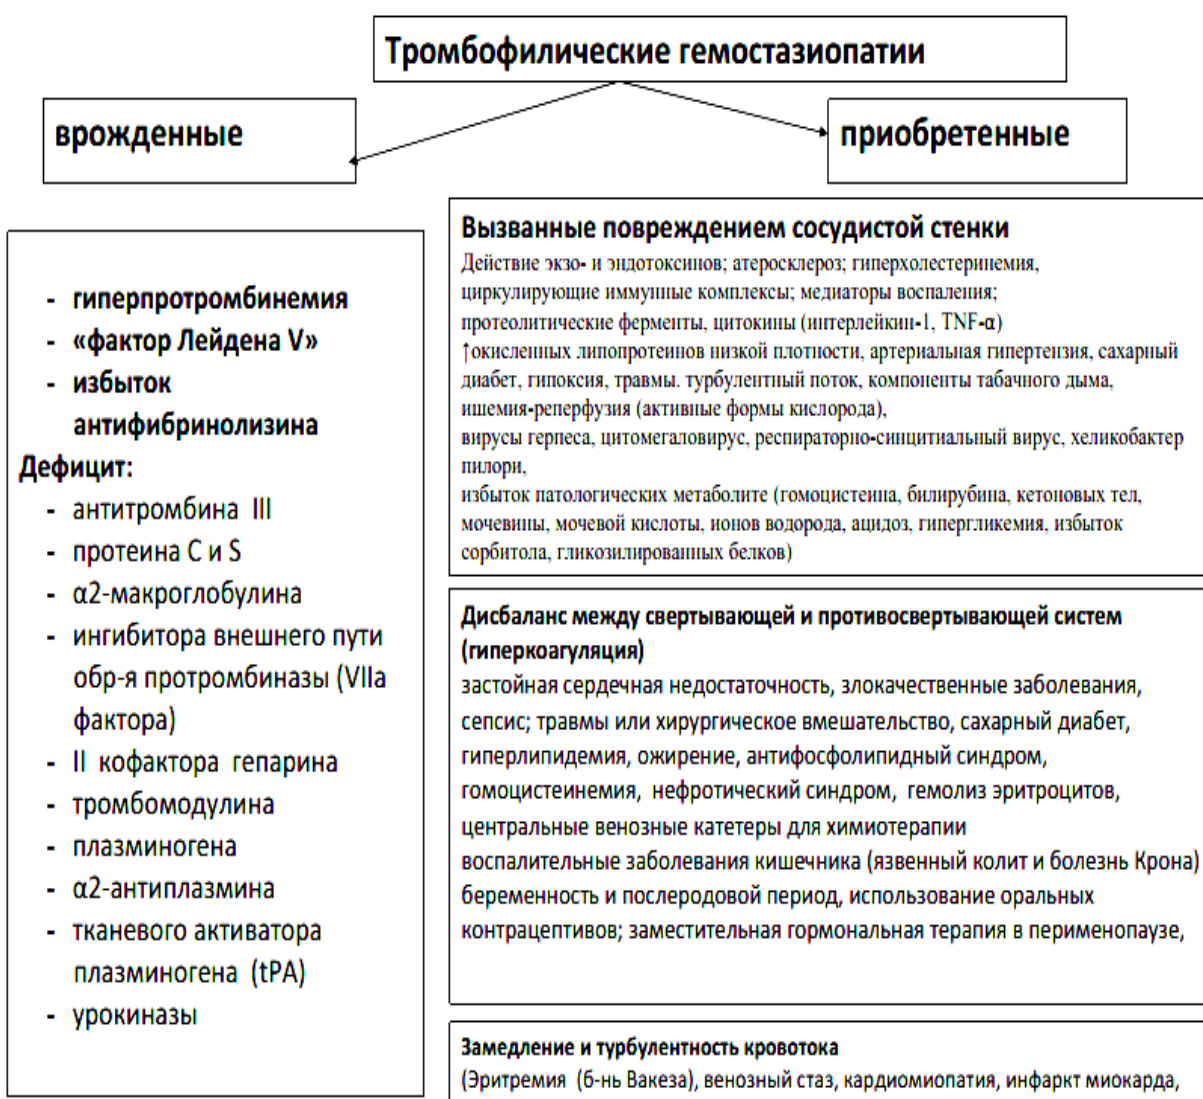 Тромбофилические гемостазиопатии
врожденные
приобретенные
- гиперпротромбинемия
- «фактор Лейдена V»
- избыток
антифибринолизина
Дефицит:
- антитромбина III
- протеина С и S
- α2-макроглобулина
- ингибитора внешнего пути
обр-я протромбиназы (VIIа
фактора)
- II кофактора гепарина
- тромбомодулина
- плазминогена
- α2-антиплазмина
- тканевого активатора
плазминогена (tPA)
- урокиназы
Вызванные повреждением сосудистой стенки
Действие экзо- и эндотоксинов; атеросклероз; гиперхолестеринемия,
циркулирующие иммунные комплексы; медиаторы воспаления;
протеолитические ферменты, цитокины (интерлейкин-1, TNF-α)
↑окисленных липопротеинов низкой плотности, артериальная гипертензия, сахарный
диабет, гипоксия, травмы. турбулентный поток, компоненты табачного дыма,
ишемия-реперфузия (активные формы кислорода),
вирусы герпеса, цитомегаловирус, респираторно-синцитиальный вирус, хеликобактер
пилори,
избыток патологических метаболите (гомоцистеина, билирубина, кетоновых тел,
мочевины, мочевой кислоты, ионов водорода, ацидоз, гипергликемия, избыток
сорбитола, гликозилированных белков)
Дисбаланс между свертывающей и противосвертывающей систем
(гиперкоагуляция)
застойная сердечная недостаточность, злокачественные заболевания,
сепсис; травмы или хирургическое вмешательство, сахарный диабет,
гиперлипидемия, ожирение, антифосфолипидный синдром,
гомоцистеинемия, нефротический синдром, гемолиз эритроцитов,
центральные венозные катетеры для химиотерапии
воспалительные заболевания кишечника (язвенный колит и болезнь Крона)
беременность и послеродовой период, использование оральных
контрацептивов; заместительная гормональная терапия в перименопаузе,
Замедление и турбулентность кровотока
(Эритремия (б-нь Вакеза), венозный стаз, кардиомиопатия, инфаркт миокарда,